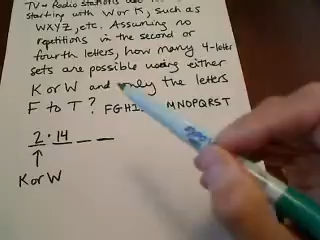 TV-Radio stations
starting with W or K, such as
WXYZ, etc. Assuming no
repetitions in the second or
fourth letters, how many 4-letter
sets are possible using either
K or W and only the letters
F to T? FGHI MNOPQRST
2 · 14
K or W